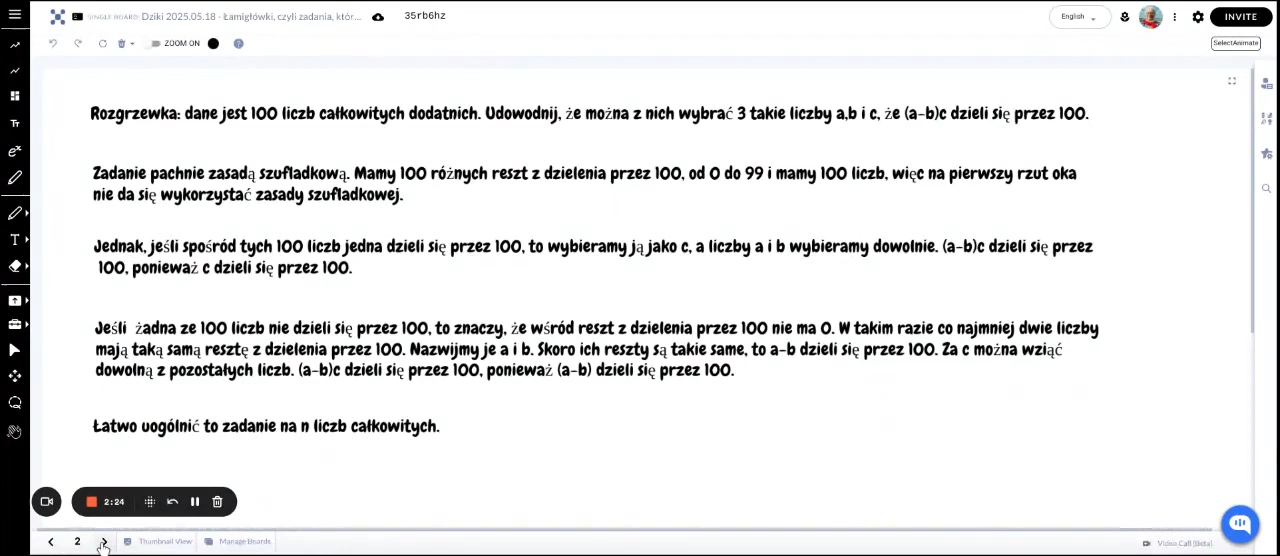 SINGLE BOARD: Dziki 2025.05.18 - Łamigłówki, czyli zadania, któr... 35rb6hz English INVITE
ZOOM ON SelectAnimate
Rozgrzewka: dane jest 100 liczb całkowitych dodatnich. Udowodnij, że można z nich wybrać 3 takie liczby a,b i c, że (a-b)c dzieli się przez 100.
Zadanie pachnie zasadą szufladkową. Mamy 100 różnych reszt z dzielenia przez 100, od 0 do 99 i mamy 100 liczb, więc na pierwszy rzut oka
nie da się wykorzystać zasady szufladkowej.
Jednak, jeśli spośród tych 100 liczb jedna dzieli się przez 100, to wybieramy ją jako c, a liczby a i b wybieramy dowolnie. (a-b)c dzieli się przez
100, ponieważ c dzieli się przez 100.
Jeśli żadna ze 100 liczb nie dzieli się przez 100, to znaczy, że wśród reszt z dzielenia przez 100 nie ma 0. W takim razie co najmniej dwie liczby
mają taką samą resztę z dzielenia przez 100. Nazwijmy je a i b. Skoro ich reszty są takie same, to a-b dzieli się przez 100. Za c można wziąć
dowolną z pozostałych liczb. (a-b)c dzieli się przez 100, ponieważ (a-b) dzieli się przez 100.
Łatwo uogólnić to zadanie na n liczb całkowitych.
2:24
2 Thumbnail View Manage Boards Video Call (Beta)